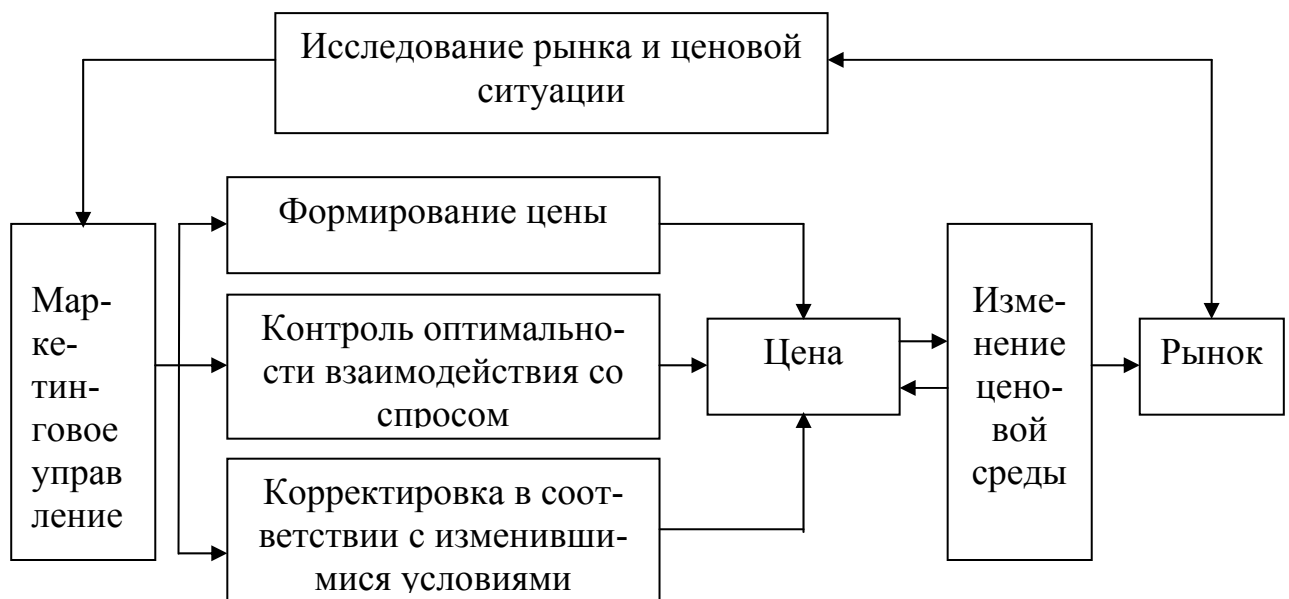 Исследование рынка и ценовой
ситуации
Формирование цены
Мар-
ке-
тин-
говое
управ
ление
Контроль оптимально-
сти взаимодействия со
спросом
Корректировка в соот-
ветствии с изменивши-
мися условиями
Цена
Изме-
нение
цено-
вой
среды
Рынок